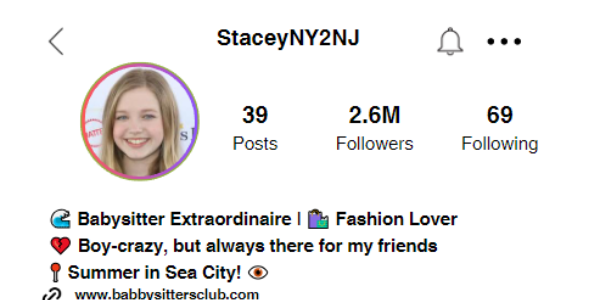 StaceyNY2NJ
39 2.6M 69
Posts Followers Following
Babysitter Extraordinaire | Fashion Lover
Boy-crazy, but always there for my friends
Summer in Sea City!
www.babbysittersclub.com